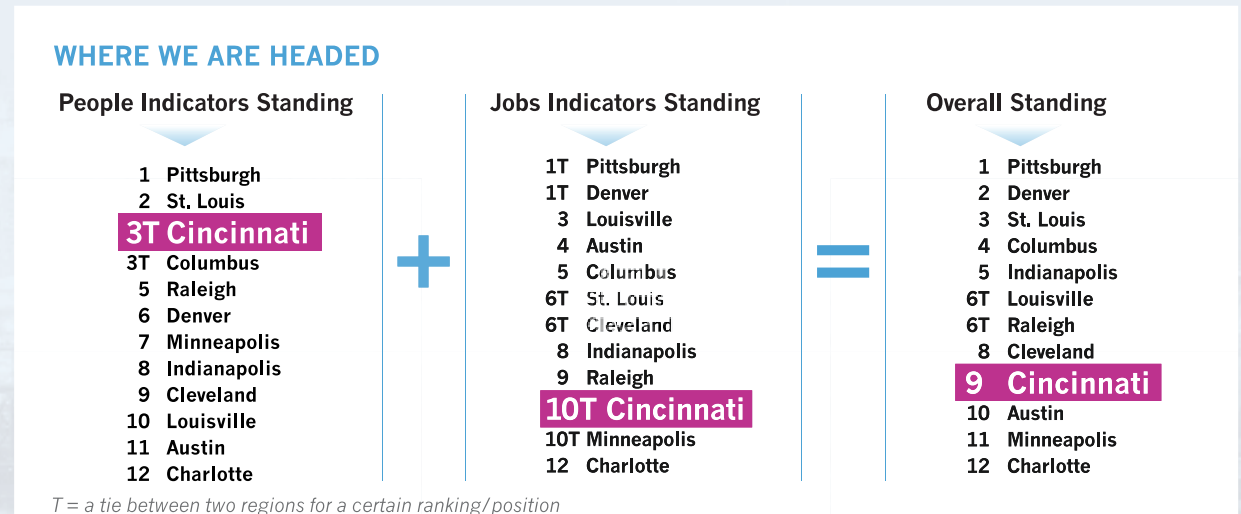 WHERE WE ARE HEADED
People Indicators Standing
1 Pittsburgh
2 St. Louis
3T Cincinnati
3T Columbus
5 Raleigh
6 Denver
7 Minneapolis
8 Indianapolis
9 Cleveland
10 Louisville
11 Austin
12 Charlotte
+
Jobs Indicators Standing
1T Pittsburgh
1T Denver
3 Louisville
4 Austin
5 Columbus
6T St. Louis
6T Cleveland
8 Indianapolis
9 Raleigh
10T Cincinnati
10T Minneapolis
12 Charlotte
=
Overall Standing
1 Pittsburgh
2 Denver
3 St. Louis
4 Columbus
5 Indianapolis
6T Louisville
6T Raleigh
8 Cleveland
9 Cincinnati
10 Austin
11 Minneapolis
12 Charlotte
T = a tie between two regions for a certain ranking/position